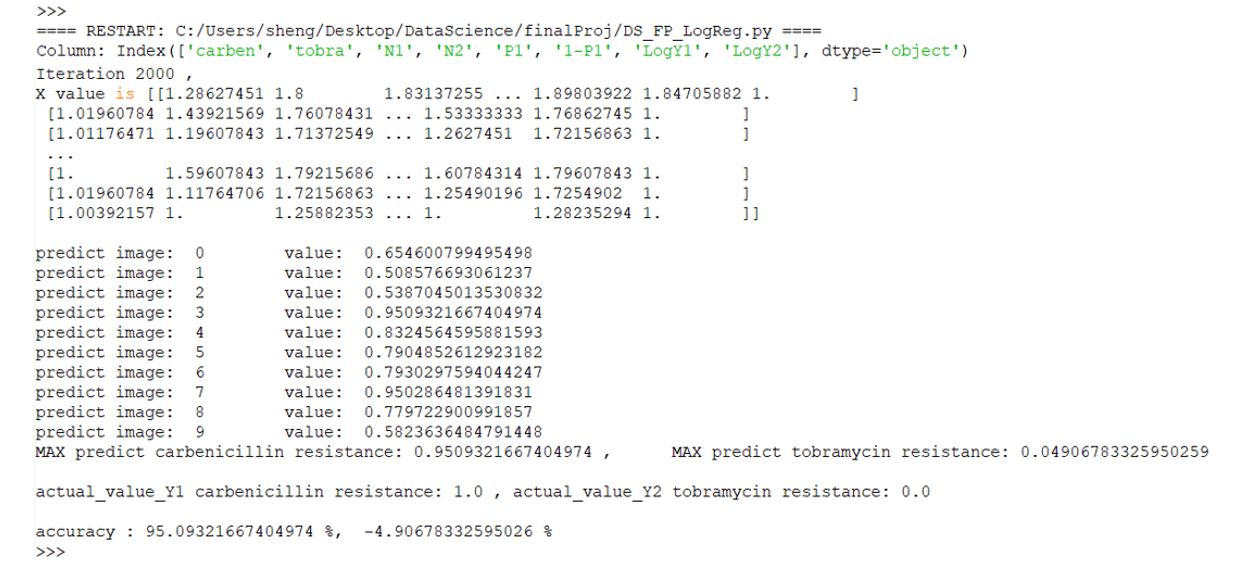 >>>
==== RESTART: C:/Users/sheng/Desktop/DataScience/finalProj/DS_FP_LogReg.py ====
Column: Index(['carben', 'tobra', 'N1', 'N2', 'P1', '1-P1', 'LogY1', 'LogY2'], dtype='object')
Iteration 2000 ,
X value is [[1.28627451 1.8        1.83137255 ... 1.89803922 1.84705882 1.        ]
 [1.01960784 1.43921569 1.76078431 ... 1.53333333 1.76862745 1.        ]
 [1.01176471 1.19607843 1.71372549 ... 1.2627451  1.72156863 1.        ]
 ...
 [1.         1.59607843 1.79215686 ... 1.60784314 1.79607843 1.        ]
 [1.01960784 1.11764706 1.72156863 ... 1.25490196 1.7254902  1.        ]
 [1.00392157 1.         1.25882353 ... 1.         1.28235294 1.        ]]
predict image:  0        value:  0.654600799495498
predict image:  1        value:  0.508576693061237
predict image:  2        value:  0.5387045013530832
predict image:  3        value:  0.9509321667404974
predict image:  4        value:  0.8324564595881593
predict image:  5        value:  0.7904852612923182
predict image:  6        value:  0.7930297594044247
predict image:  7        value:  0.950286481391831
predict image:  8        value:  0.779722900991857
predict image:  9        value:  0.5823636484791448
MAX predict carbenicillin resistance: 0.9509321667404974 ,      MAX predict tobramycin resistance: 0.04906783325950259
actual_value_Y1 carbenicillin resistance: 1.0 , actual_value_Y2 tobramycin resistance: 0.0
accuracy : 95.09321667404974 %,  -4.90678332595026 %
>>>